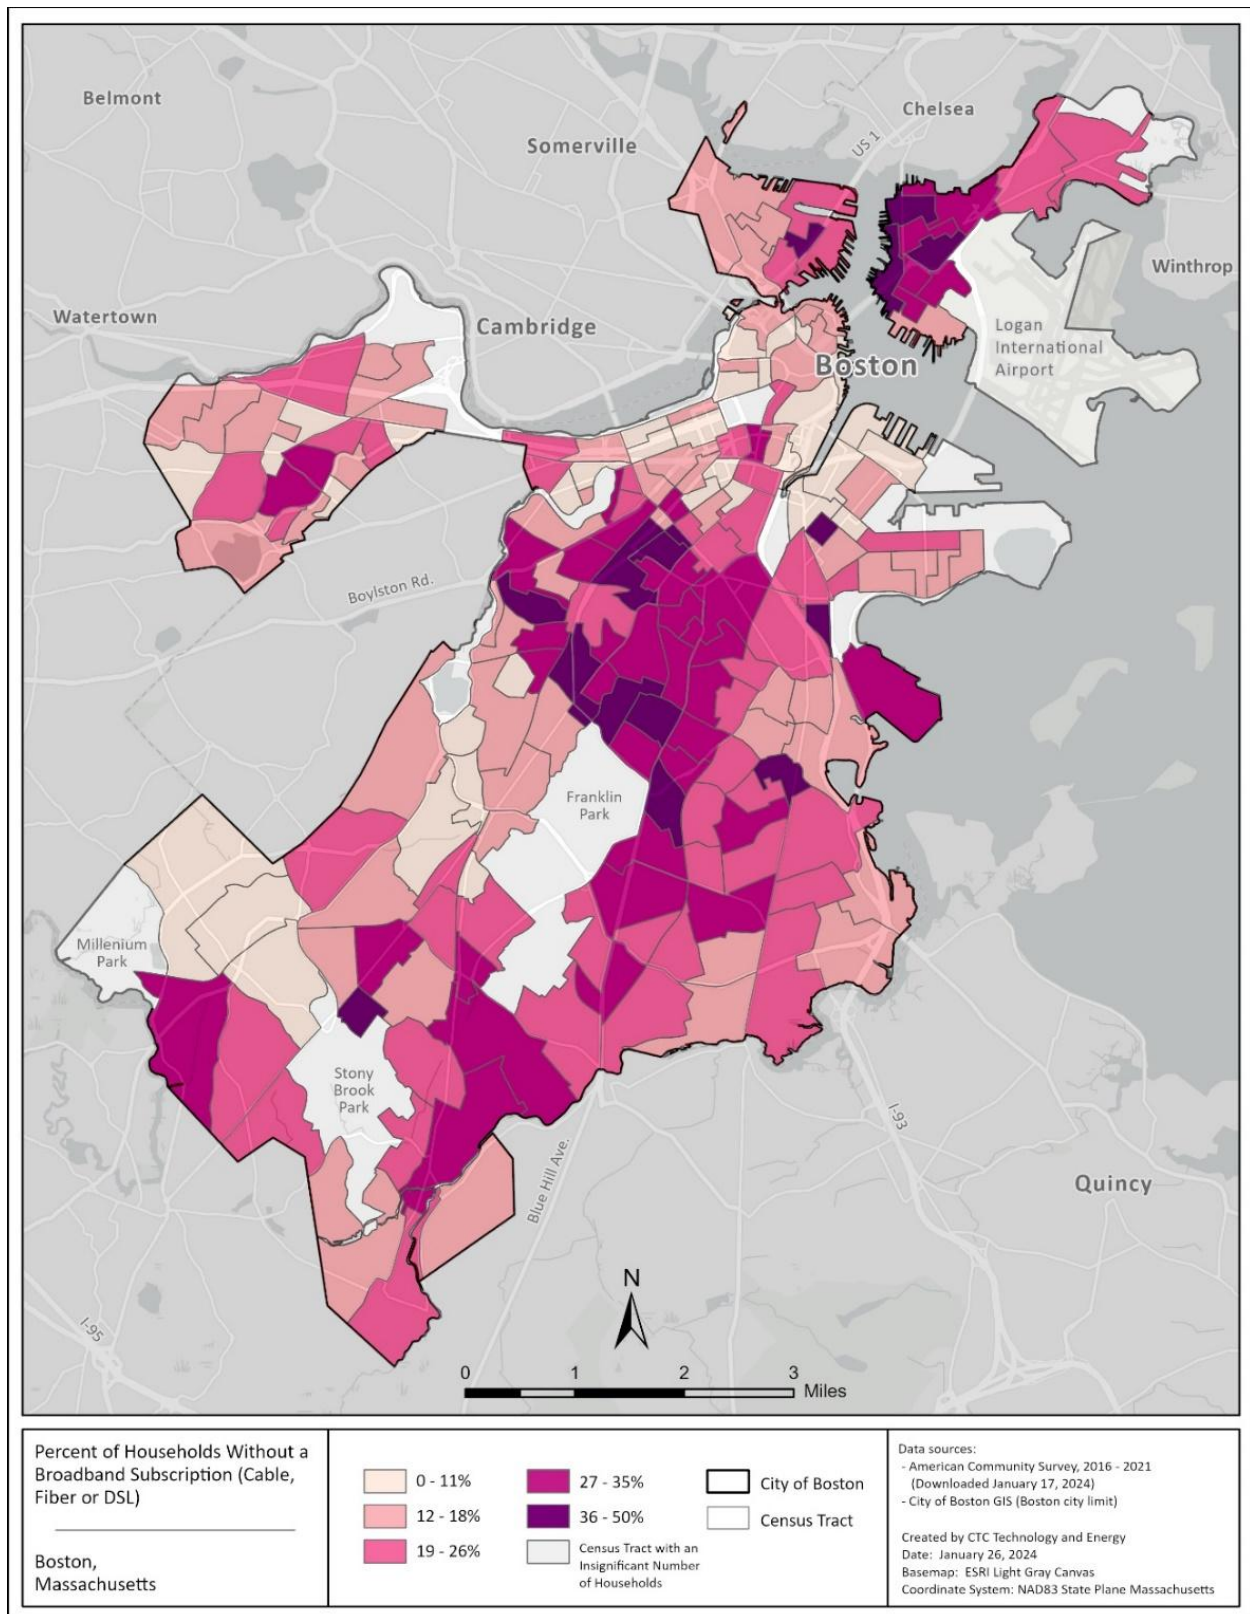 Belmont
Chelsea
Somerville
US 1
Winthrop
Watertown
Cambridge
Logan
International
Airport
Boston
Boylston Rd.
Franklin
Park
Millenium
Park
Stony
Brook
Park
I-93
Blue Hill Ave.
Quincy
I-95
N
0 1 2 3
Miles
Percent of Households Without a
Broadband Subscription (Cable,
Fiber or DSL)
Boston,
Massachusetts
0 - 11%
12 - 18%
19 - 26%
27 - 35%
36 - 50%
Census Tract with an
Insignificant Number
of Households
City of Boston
Census Tract
Data sources:
- American Community Survey, 2016 - 2021
(Downloaded January 17, 2024)
- City of Boston GIS (Boston city limit)
Created by CTC Technology and Energy
Date: January 26, 2024
Basemap: ESRI Light Gray Canvas
Coordinate System: NAD83 State Plane Massachusetts